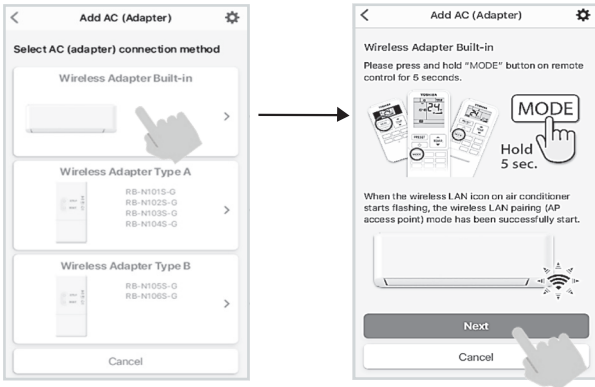 Add AC (Adapter)
Select AC (adapter) connection method
Wireless Adapter Built-in
Wireless Adapter Type A
RB-N101S-G
RB-N102S-G
RB-N103S-G
RB-N104S-G
Wireless Adapter Type B
RB-N105S-G
RB-N106S-G
Cancel
Add AC (Adapter)
Wireless Adapter Built-in
Please press and hold "MODE" button on remote
control for 5 seconds.
TOSHIBA
MODE
Hold
5 sec.
When the wireless LAN icon on air conditioner
starts flashing, the wireless LAN pairing (AP
access point) mode has been successfully start.
Next
Cancel